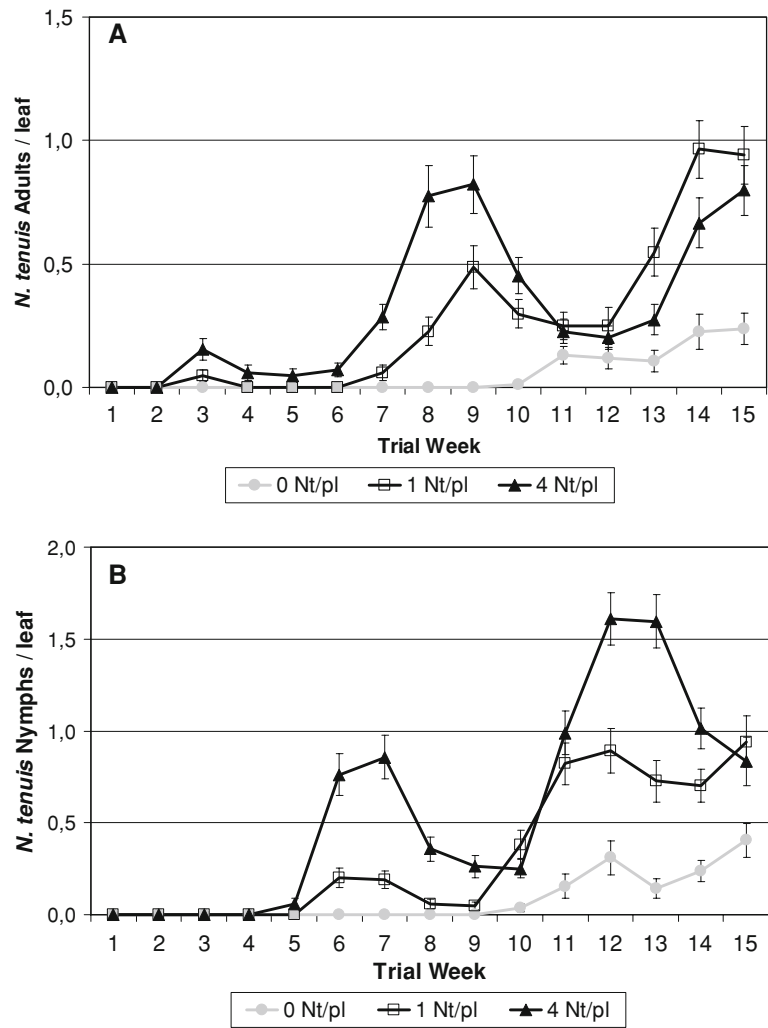 A
1,5
1,0
0,5
0,0
N. tenuis Adults / leaf
1 2 3 4 5 6 7 8 9 10 11 12 13 14 15
Trial Week
0 Nt/pl 1 Nt/pl 4 Nt/pl
B
2,0
1,5
1,0
0,5
0,0
N. tenuis Nymphs / leaf
1 2 3 4 5 6 7 8 9 10 11 12 13 14 15
Trial Week
0 Nt/pl 1 Nt/pl 4 Nt/pl